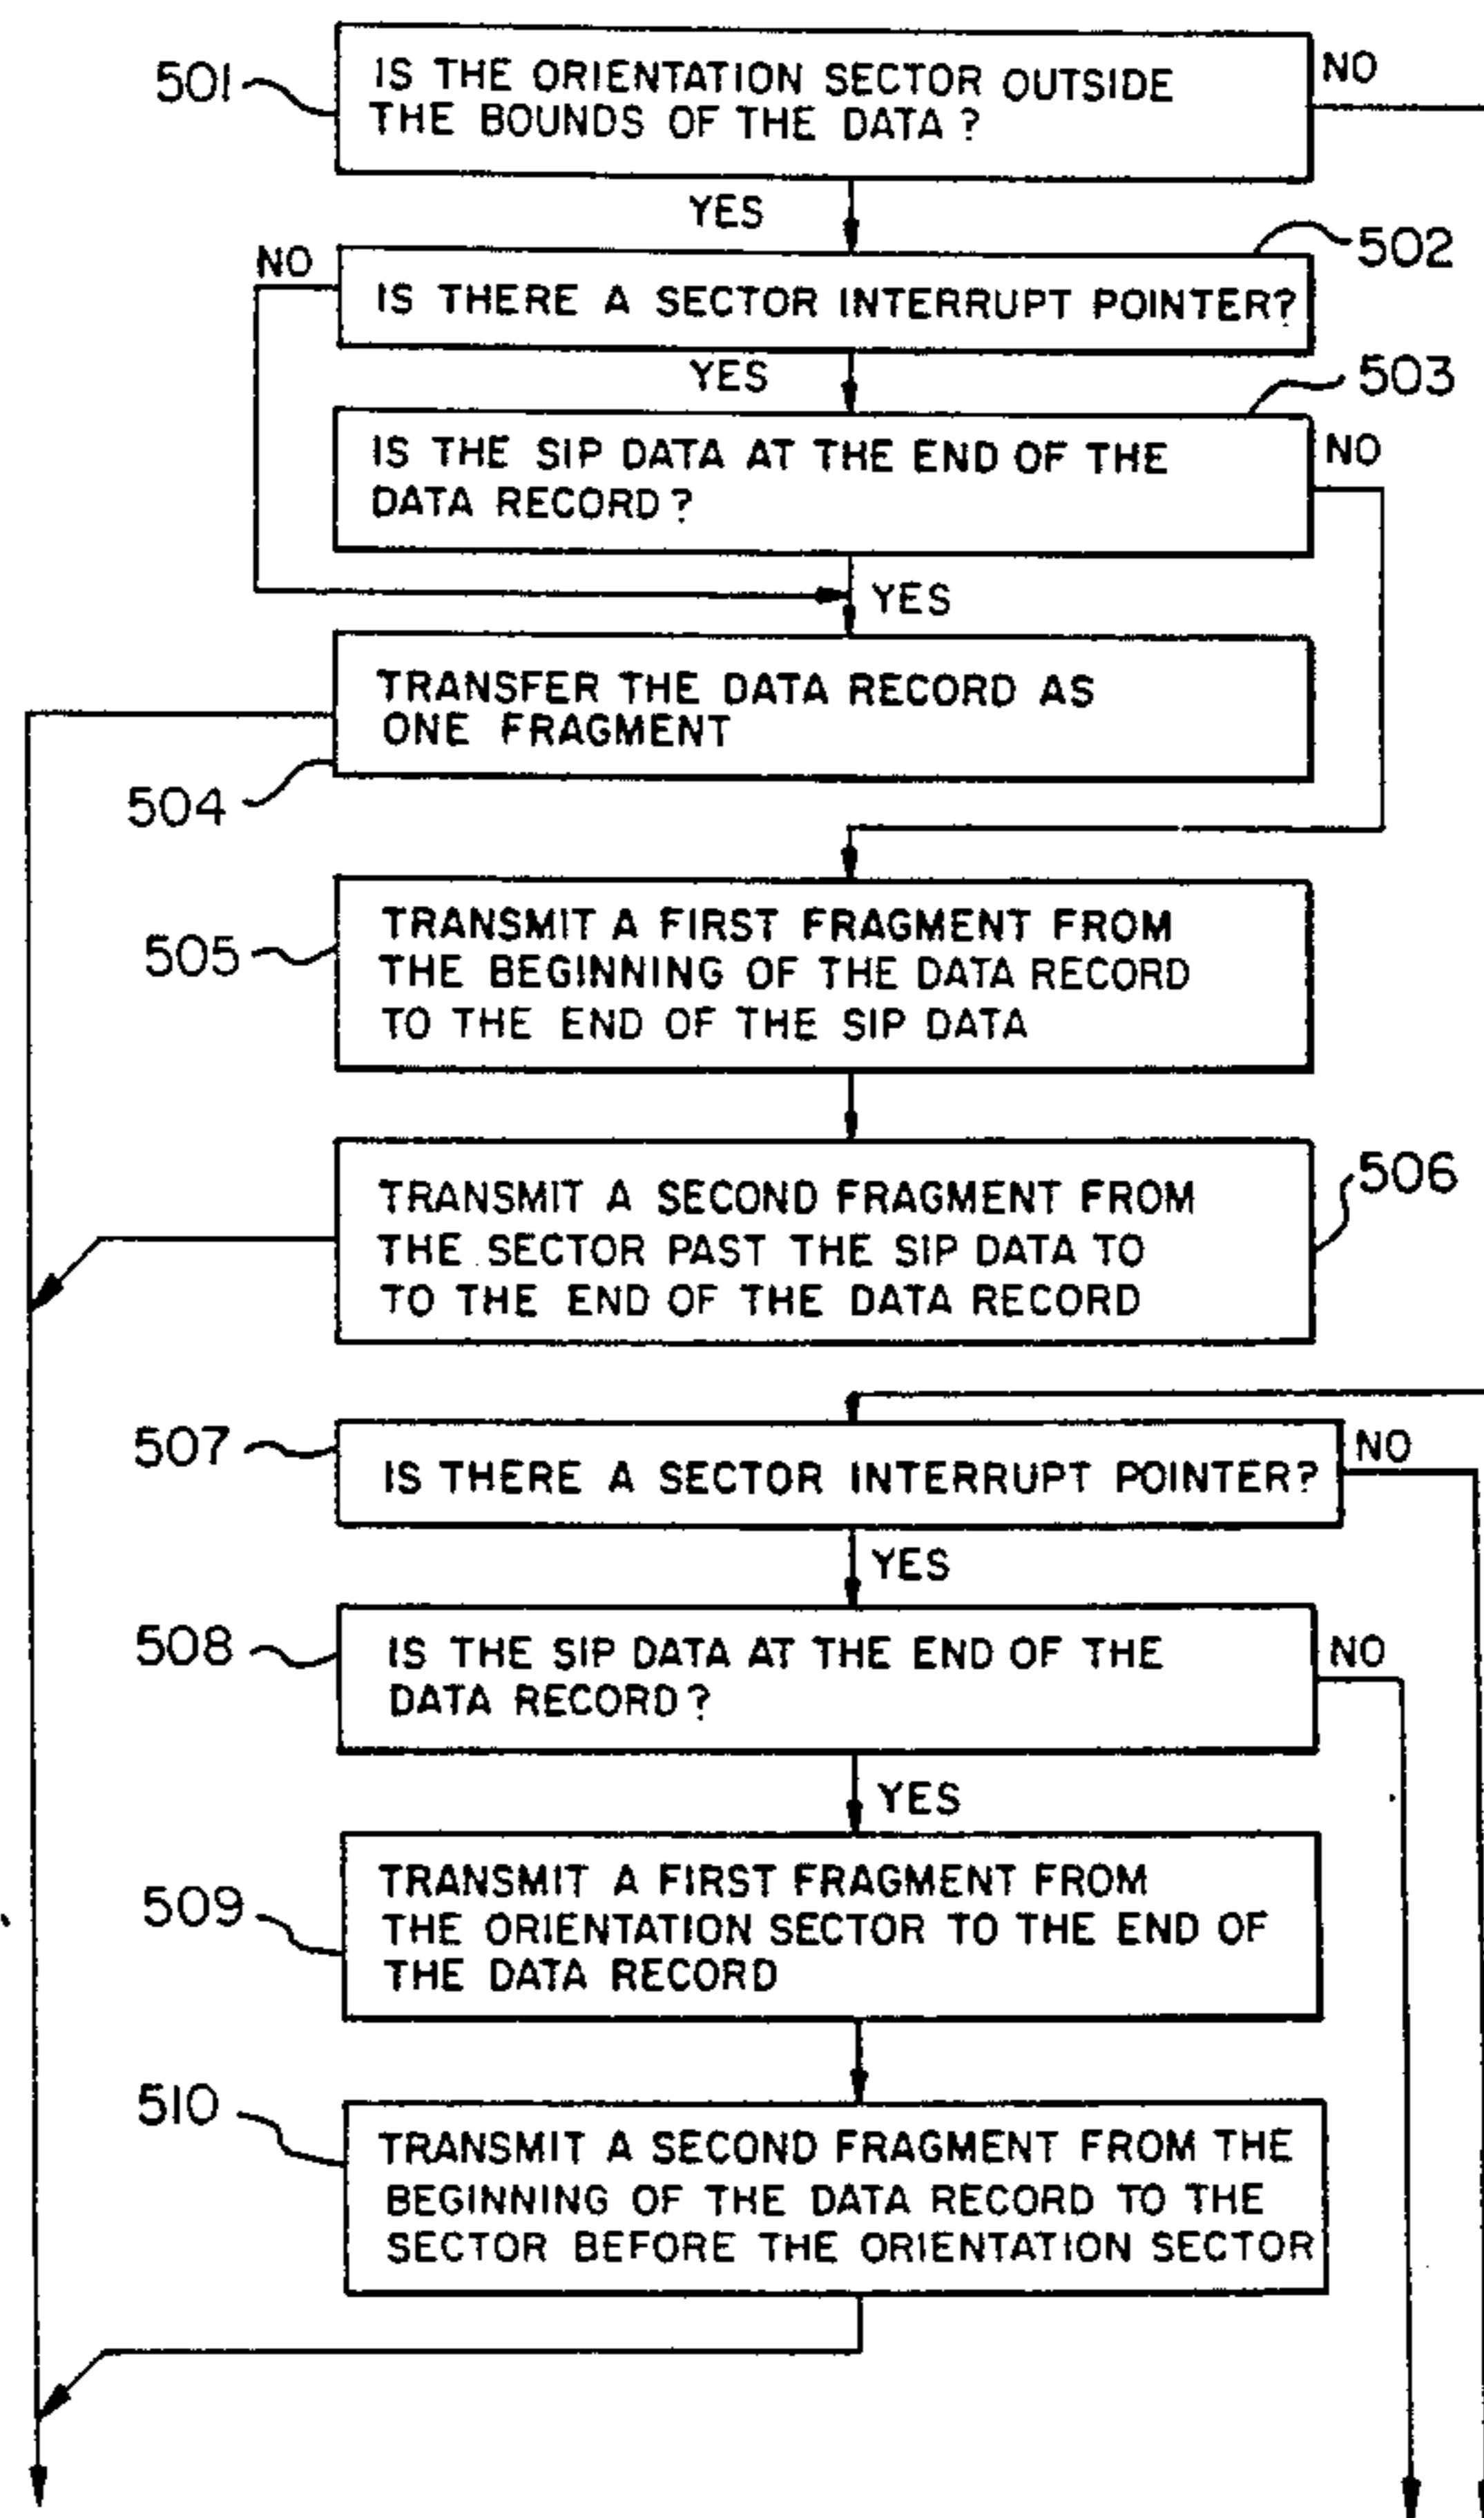 501
IS THE ORIENTATION SECTOR OUTSIDE
THE BOUNDS OF THE DATA ?
NO
YES
502
NO
IS THERE A SECTOR INTERRUPT POINTER?
YES
503
IS THE SIP DATA AT THE END OF THE
DATA RECORD ?
NO
YES
TRANSFER THE DATA RECORD AS
ONE FRAGMENT
504
505
TRANSMIT A FIRST FRAGMENT FROM
THE BEGINNING OF THE DATA RECORD
TO THE END OF THE SIP DATA
506
TRANSMIT A SECOND FRAGMENT FROM
THE SECTOR PAST THE SIP DATA TO
TO THE END OF THE DATA RECORD
507
IS THERE A SECTOR INTERRUPT POINTER?
NO
YES
508
IS THE SIP DATA AT THE END OF THE
DATA RECORD ?
NO
YES
509
TRANSMIT A FIRST FRAGMENT FROM
THE ORIENTATION SECTOR TO THE END OF
THE DATA RECORD
510
TRANSMIT A SECOND FRAGMENT FROM THE
BEGINNING OF THE DATA RECORD TO THE
SECTOR BEFORE THE ORIENTATION SECTOR